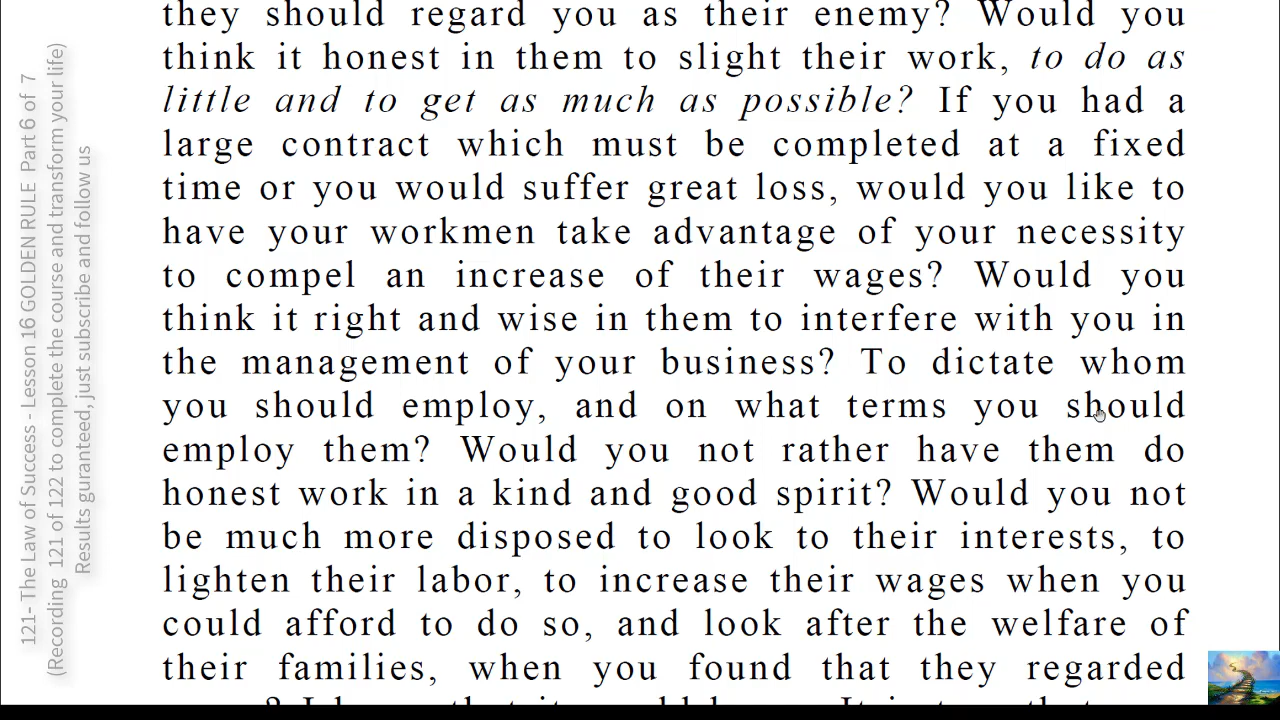 they should regard you as their enemy? Would you
think it honest in them to slight their work, to do as
little and to get as much as possible? If you had a
large contract which must be completed at a fixed
time or you would suffer great loss, would you like to
have your workmen take advantage of your necessity
to compel an increase of their wages? Would you
think it right and wise in them to interfere with you in
the management of your business? To dictate whom
you should employ, and on what terms you should
employ them? Would you not rather have them do
honest work in a kind and good spirit? Would you not
be much more disposed to look to their interests, to
lighten their labor, to increase their wages when you
could afford to do so, and look after the welfare of
their families, when you found that they regarded
121- The Law of Success - Lesson 16 GOLDEN RULE Part 6 of 7
(Recording 121 of 122 to complete the course and transform your life)
Results guranteed, just subscribe and follow us